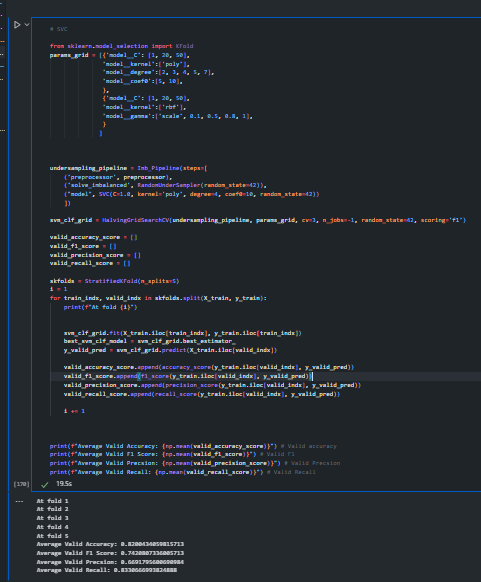 # SVC
from sklearn.model_selection import KFold
params_grid = [{'model__C': [1, 20, 50],
'model__kernel':['poly'],
'model__degree':[2, 3, 4, 5, 7],
'model__coef0':[5, 10],
},
{'model__C': [1, 20, 50],
'model__kernel':['rbf'],
'model__gamma':['scale', 0.1, 0.5, 0.8, 1],
}
]
undersampling_pipeline = Imb_Pipeline(steps=[
('preprocessor', preprocessor),
('solve_imbalanced', RandomUnderSampler(random_state=42)),
("model", SVC(C=1.0, kernel='poly', degree=4, coef0=10, random_state=42))
])
svm_clf_grid = HalvingGridSearchCV(undersampling_pipeline, params_grid, cv=3, n_jobs=-1, random_state=42, scoring='f1')
valid_accuracy_score = []
valid_f1_score = []
valid_precision_score = []
valid_recall_score = []
skfolds = StratifiedKFold(n_splits=5)
i = 1
for train_indx, valid_indx in skfolds.split(X_train, y_train):
print(f"At fold {i}")
svm_clf_grid.fit(X_train.iloc[train_indx], y_train.iloc[train_indx])
best_svm_clf_model = svm_clf_grid.best_estimator_
y_valid_pred = svm_clf_grid.predict(X_train.iloc[valid_indx])
valid_accuracy_score.append(accuracy_score(y_train.iloc[valid_indx], y_valid_pred))
valid_f1_score.append(f1_score(y_train.iloc[valid_indx], y_valid_pred))
valid_precision_score.append(precision_score(y_train.iloc[valid_indx], y_valid_pred))
valid_recall_score.append(recall_score(y_train.iloc[valid_indx], y_valid_pred))
i += 1
print(f"Average Valid Accuracy: {np.mean(valid_accuracy_score)}") # Valid accuracy
print(f"Average Valid F1 Score: {np.mean(valid_f1_score)}") # Valid F1
print(f"Average Valid Precsion: {np.mean(valid_precision_score)}") # Valid Precsion
print(f"Average Valid Recall: {np.mean(valid_recall_score)}") # Valid Recall
[170] 19.5s
At fold 1
At fold 2
At fold 3
At fold 4
At fold 5
Average Valid Accuracy: 0.8200434059815713
Average Valid F1 Score: 0.7420807336005713
Average Valid Precsion: 0.6691795600690984
Average Valid Recall: 0.8330666993824888